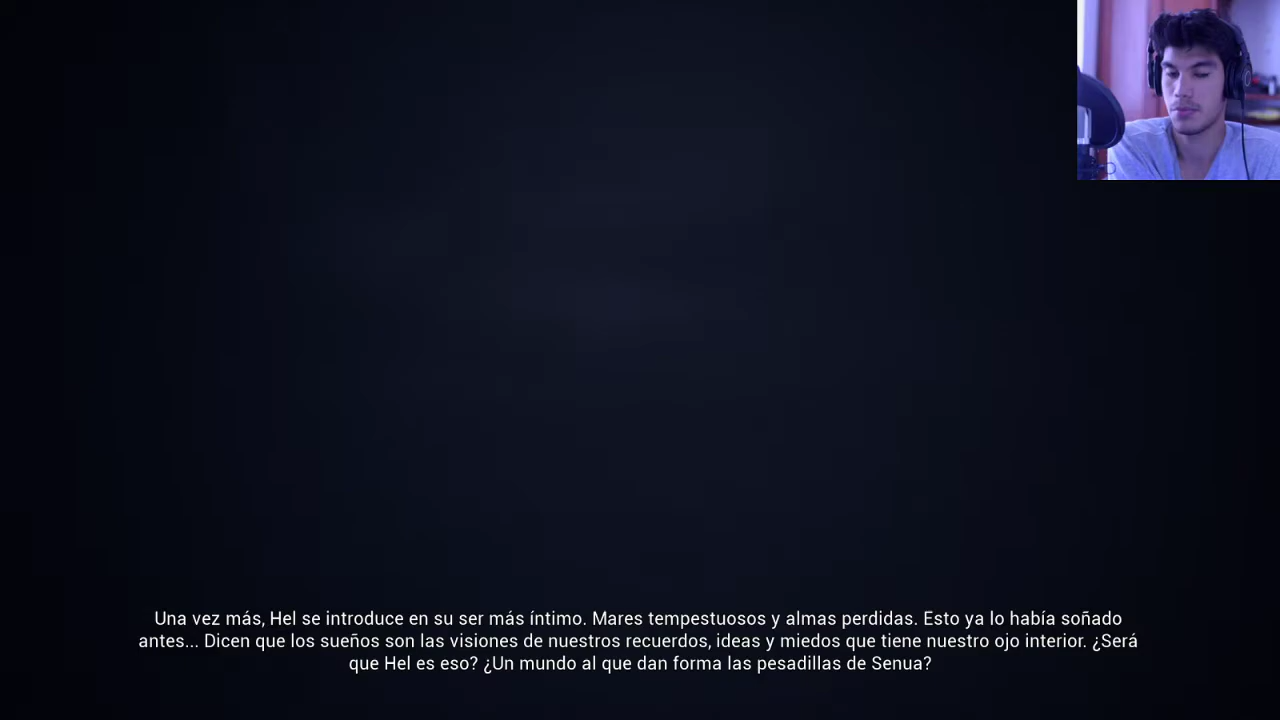 Una vez más, Hel se introduce en su ser más íntimo. Mares tempestuosos y almas perdidas. Esto ya lo había soñado
antes... Dicen que los sueños son las visiones de nuestros recuerdos, ideas y miedos que tiene nuestro ojo interior. ¿Será
que Hel es eso? ¿Un mundo al que dan forma las pesadillas de Senua?